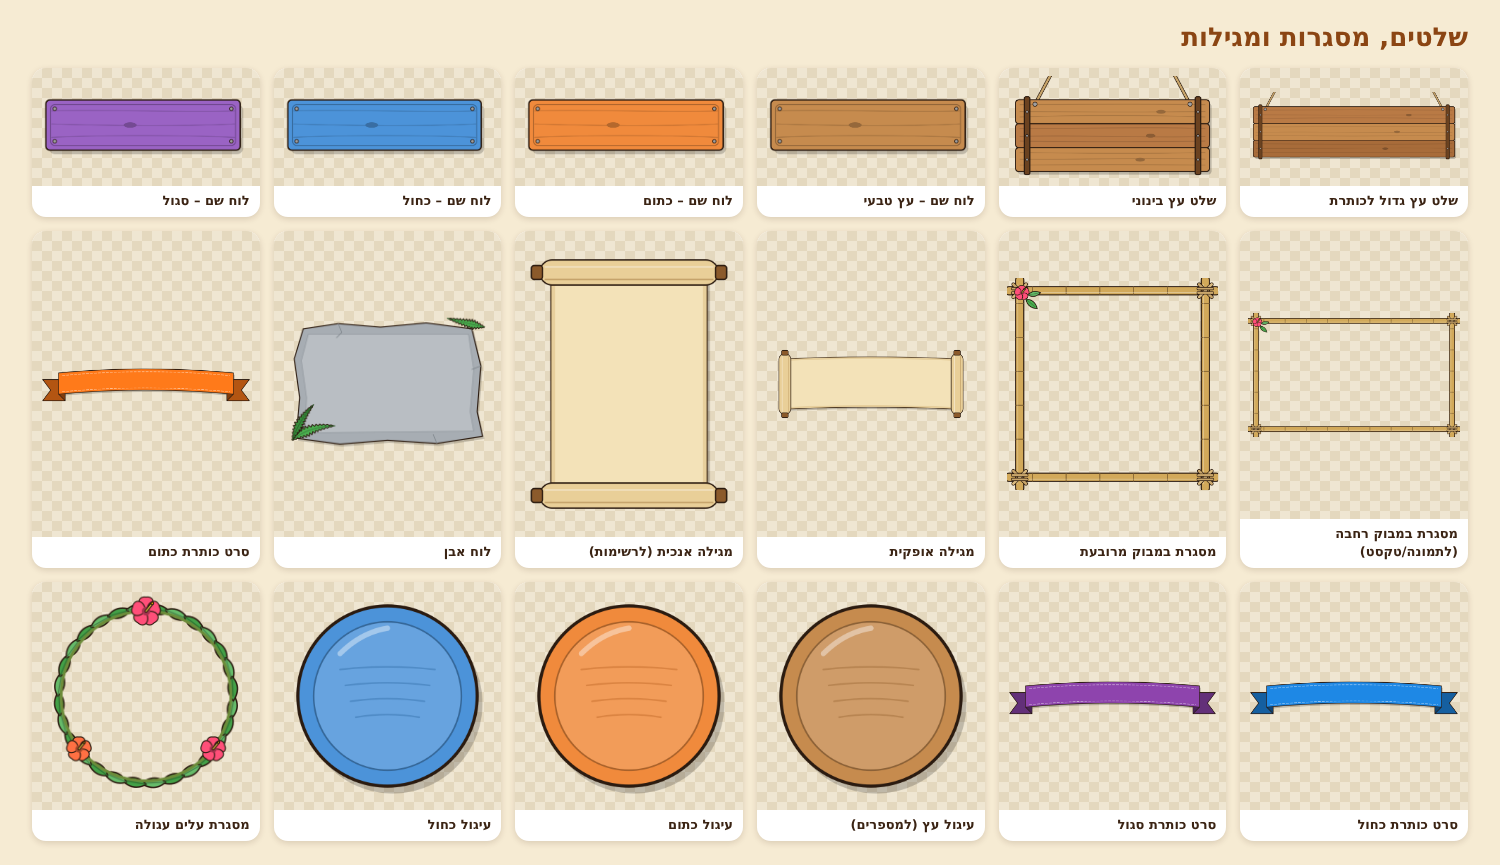 שלטים, מסגרות ומגילות
שלט עץ גדול לכותרת
שלט עץ בינוני
לוח שם – עץ טבעי
לוח שם – כתום
לוח שם – כחול
לוח שם – סגול
מסגרת במבוק רחבה
(לתמונה/טקסט)
מסגרת במבוק מרובעת
מגילה אופקית
מגילה אנכית (לרשימות)
לוח אבן
סרט כותרת כתום
סרט כותרת כחול
סרט כותרת סגול
עיגול עץ (למספרים)
עיגול כתום
עיגול כחול
מסגרת עלים עגולה